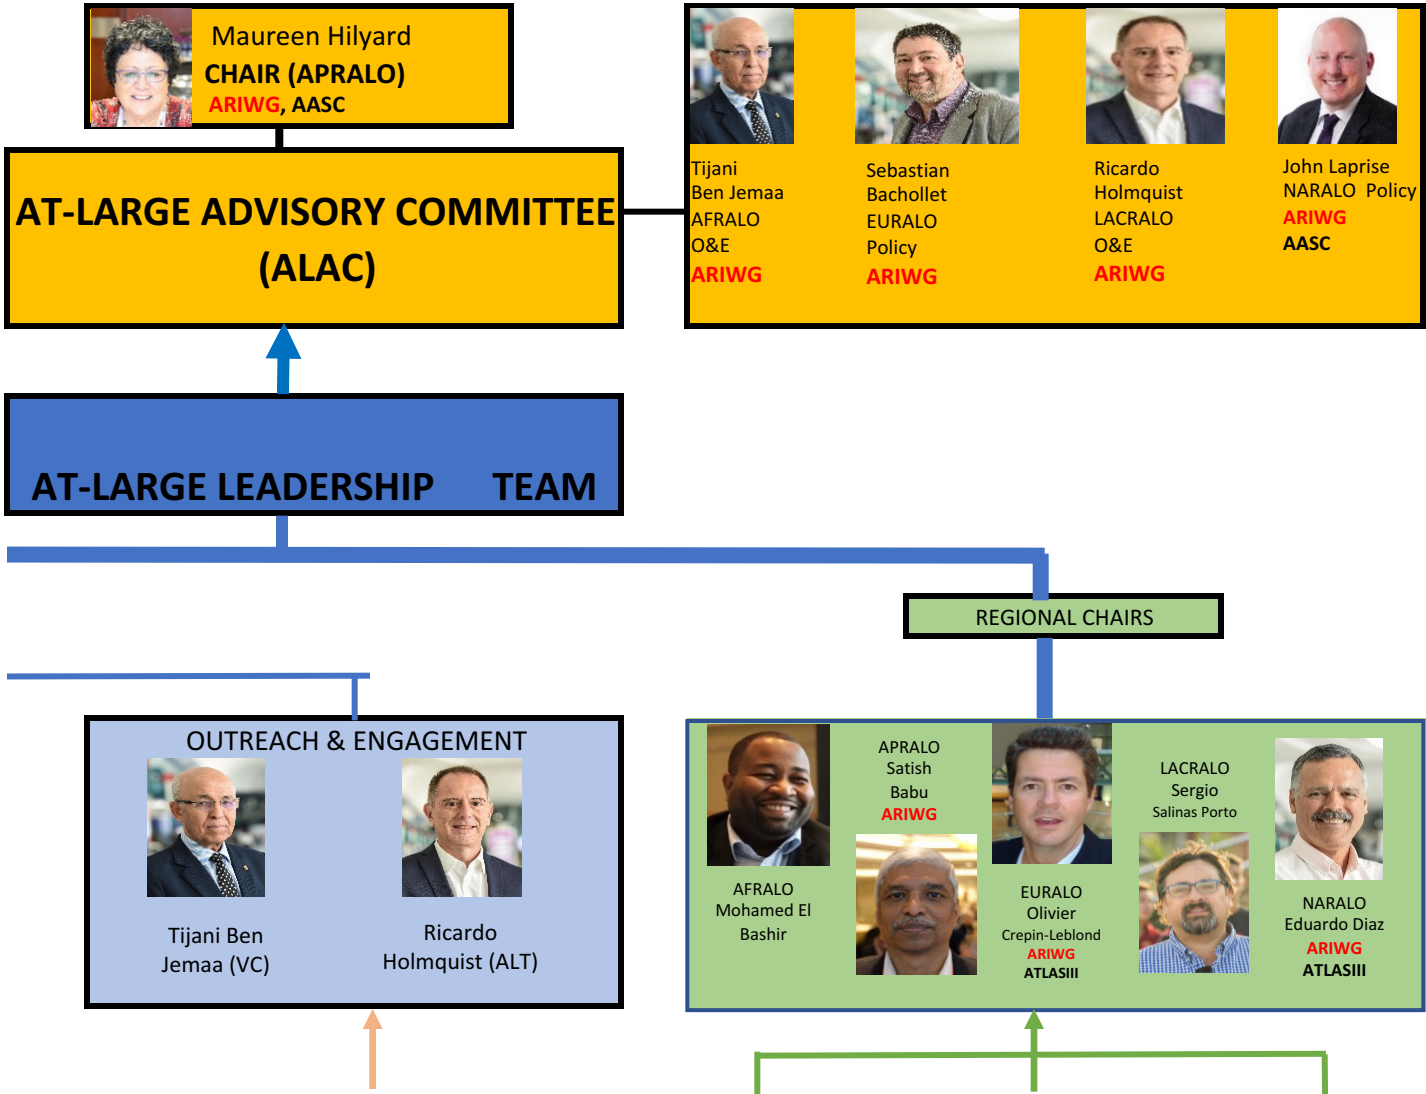 Maureen Hilyard
CHAIR (APRALO)
ARIWG, AASC
AT-LARGE ADVISORY COMMITTEE
(ALAC)
Tijani
Ben Jemaa
AFRALO
O&E
ARIWG
Sebastian
Bachollet
EURALO
Policy
ARIWG
Ricardo
Holmquist
LACRALO
O&E
ARIWG
John Laprise
NARALO Policy
ARIWG
AASC
AT-LARGE LEADERSHIP TEAM
REGIONAL CHAIRS
OUTREACH & ENGAGEMENT
Tijani Ben
Jemaa (VC)
Ricardo
Holmquist (ALT)
AFRALO
Mohamed El
Bashir
APRALO
Satish
Babu
ARIWG
EURALO
Olivier
Crepin-Leblond
ARIWG
ATLASIII
LACRALO
Sergio
Salinas Porto
NARALO
Eduardo Diaz
ARIWG
ATLASIII